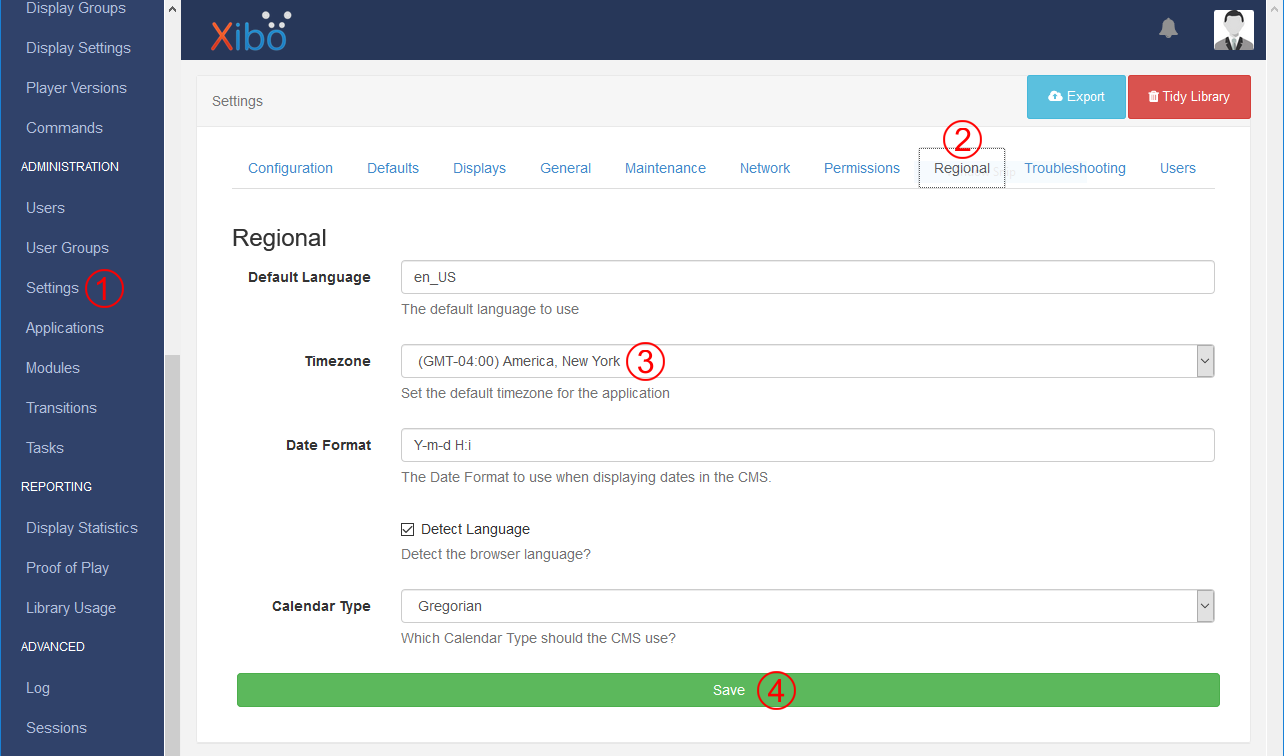 Display Groups
Display Settings
Player Versions
Commands
ADMINISTRATION
Users
User Groups
Settings 1
Applications
Modules
Transitions
Tasks
REPORTING
Display Statistics
Proof of Play
Library Usage
ADVANCED
Log
Sessions
Xibo
Settings
Export
Tidy Library
2
Configuration Defaults Displays General Maintenance Network Permissions Regional Troubleshooting Users
Regional
Default Language en_US
The default language to use
Timezone (GMT-04:00) America, New York 3
Set the default timezone for the application
Date Format Y-m-d H:i
The Date Format to use when displaying dates in the CMS.
Detect Language
Detect the browser language?
Calendar Type Gregorian
Which Calendar Type should the CMS use?
Save 4